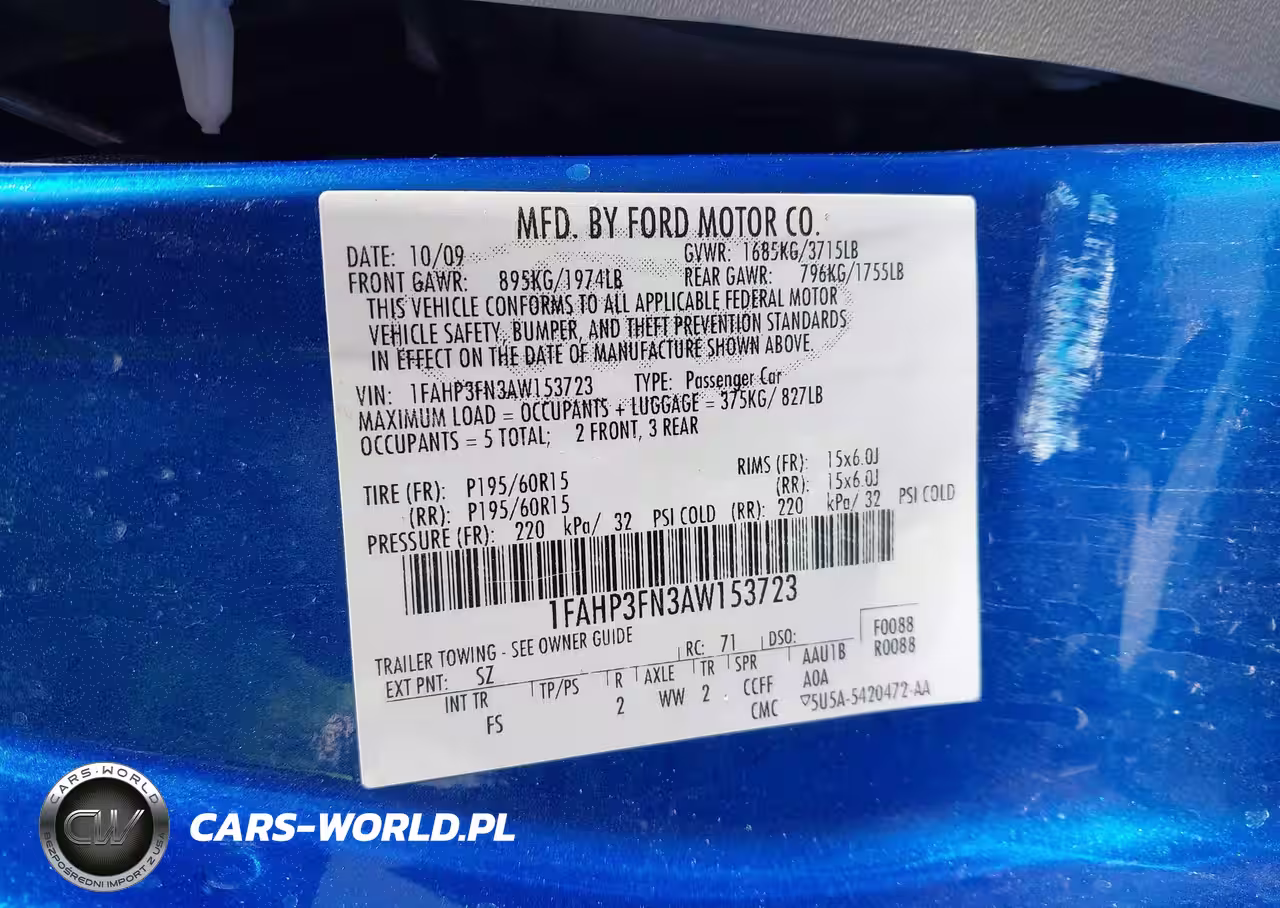 MFD. BY FORD MOTOR CO.
DATE: 10/09 GVWR: 1685KG/3715LB
FRONT GAWR: 895KG/1974LB REAR GAWR: 796KG/1755LB
THIS VEHICLE CONFORMS TO ALL APPLICABLE FEDERAL MOTOR
VEHICLE SAFETY, BUMPER, AND THEFT PREVENTION STANDARDS
IN EFFECT ON THE DATE OF MANUFACTURE SHOWN ABOVE.
VIN: 1FAHP3FN3AW153723 TYPE: Passenger Car
MAXIMUM LOAD = OCCUPANTS + LUGGAGE = 375KG/ 827LB
OCCUPANTS = 5 TOTAL; 2 FRONT, 3 REAR
TIRE (FR): P195/60R15 RIMS (FR): 15x6.0J
(RR): P195/60R15 (RR): 15x6.0J
PRESSURE (FR): 220 kPa/ 32 PSI COLD (RR): 220 kPa/ 32 PSI COLD
1FAHP3FN3AW153723
TRAILER TOWING - SEE OWNER GUIDE
EXT PNT: SZ RC: 71 DSO: F0088
R0088
INT TR TP/PS R AXLE TR SPR AAU1B
FS 2 WW 2 CCFF A0A
CMC 5U5A-5420472-AA
CARS-WORLD
CW
BEZPOŚREDNI IMPORT Z USA
CARS-WORLD.PL